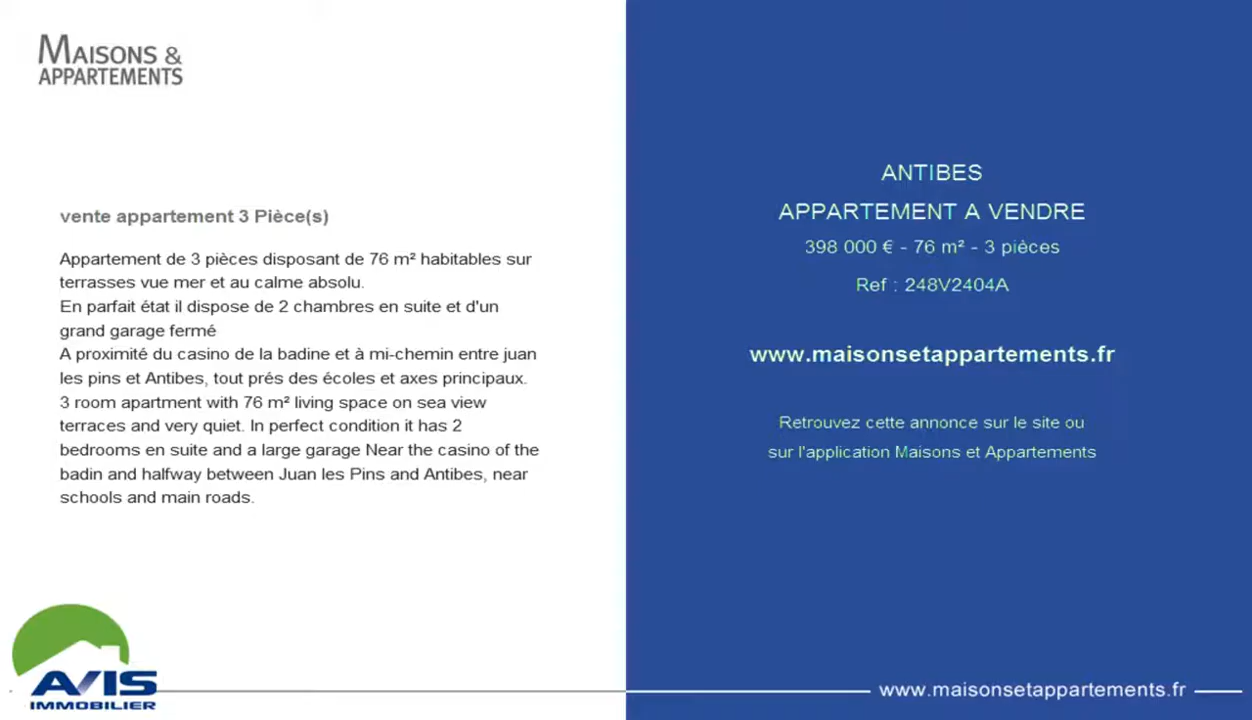 MAISONS &
APPARTEMENTS
vente appartement 3 Pièce(s)
Appartement de 3 pièces disposant de 76 m² habitables sur
terrasses vue mer et au calme absolu.
En parfait état il dispose de 2 chambres en suite et d'un
grand garage fermé
A proximité du casino de la badine et à mi-chemin entre juan
les pins et Antibes, tout prés des écoles et axes principaux.
3 room apartment with 76 m² living space on sea view
terraces and very quiet. In perfect condition it has 2
bedrooms en suite and a large garage Near the casino of the
badin and halfway between Juan les Pins and Antibes, near
schools and main roads.
AVIS
IMMOBILIER
ANTIBES
APPARTEMENT A VENDRE
398 000 € - 76 m² - 3 pièces
Ref : 248V2404A
www.maisonsetappartements.fr
Retrouvez cette annonce sur le site ou
sur l'application Maisons et Appartements
www.maisonsetappartements.fr